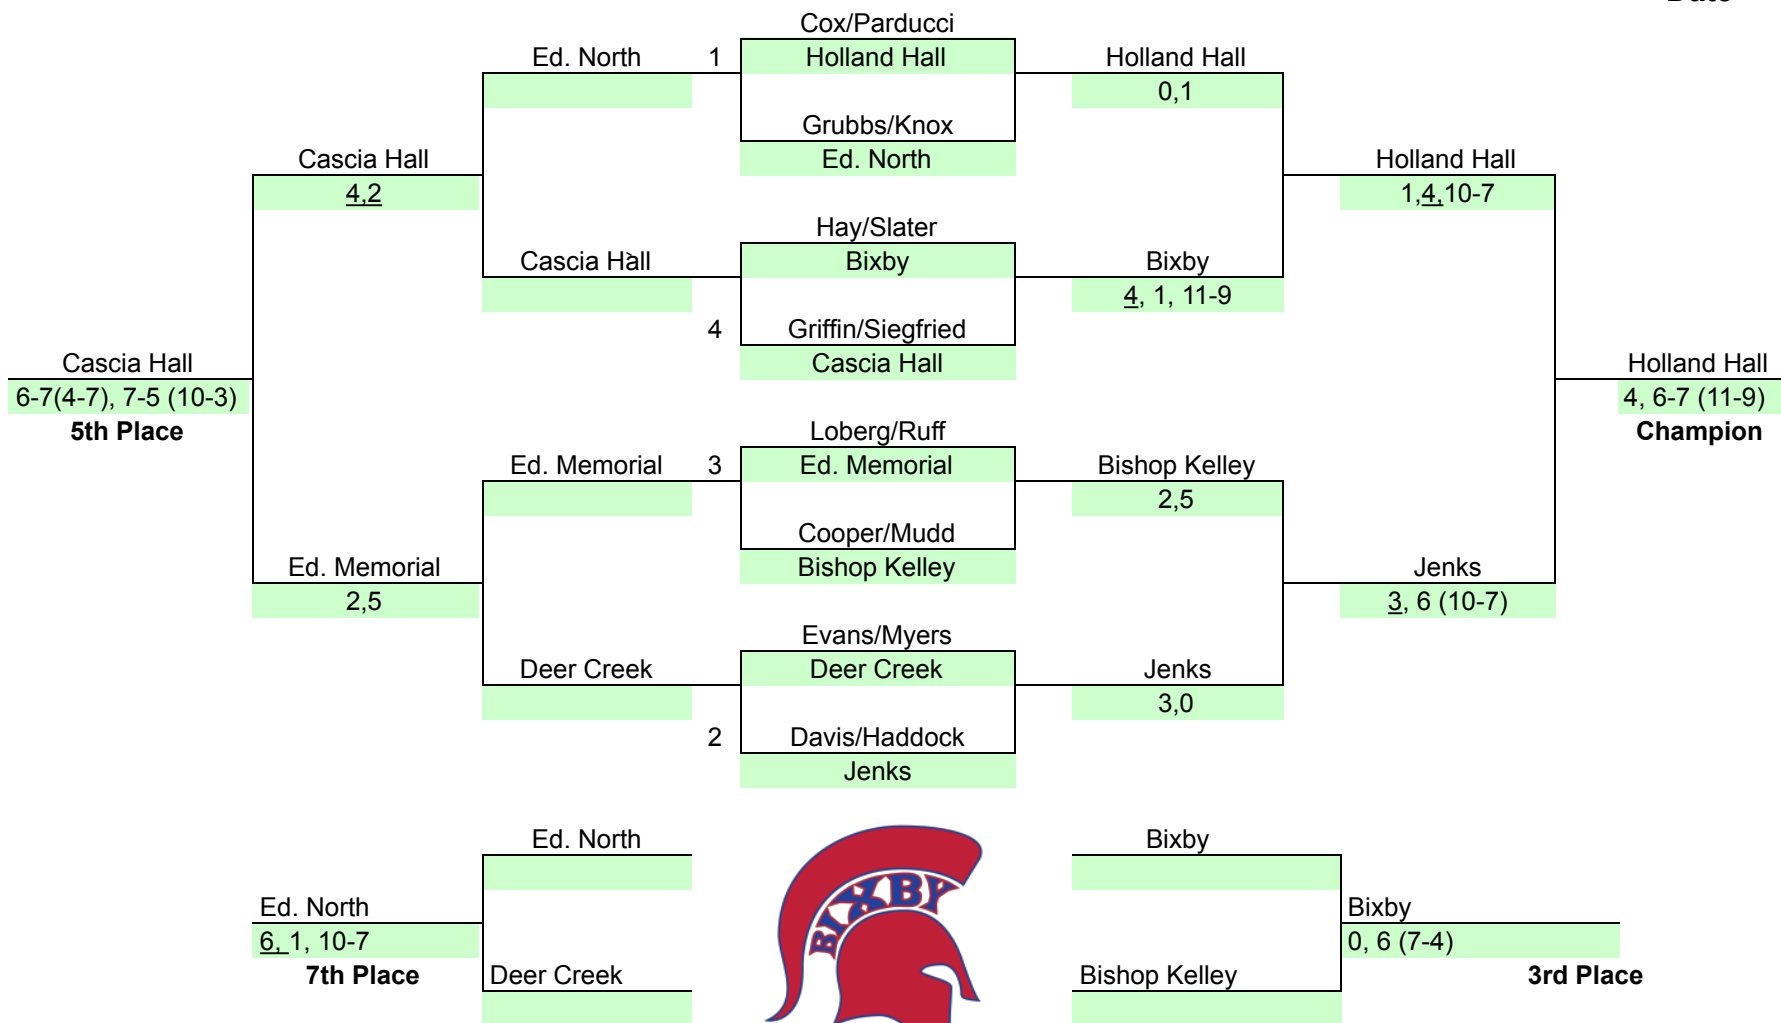 Cox/Parducci
Ed. North 1 Holland Hall Holland Hall
0,1
Grubbs/Knox
Cascia Hall Ed. North Holland Hall
4,2 1,4,10-7
Hay/Slater
Cascia Hall Bixby Bixby
4, 1, 11-9
4 Griffin/Siegfried
Cascia Hall Cascia Hall Holland Hall
6-7(4-7), 7-5 (10-3) 4, 6-7 (11-9)
5th Place Loberg/Ruff Champion
Ed. Memorial 3 Ed. Memorial Bishop Kelley
2,5
Cooper/Mudd
Ed. Memorial Bishop Kelley Jenks
2,5 3, 6 (10-7)
Evans/Myers
Deer Creek Deer Creek Jenks
3,0
2 Davis/Haddock
Jenks
Ed. North Bixby
BIXBY
Ed. North Bixby
6, 1, 10-7 0, 6 (7-4)
7th Place Deer Creek Bishop Kelley 3rd Place